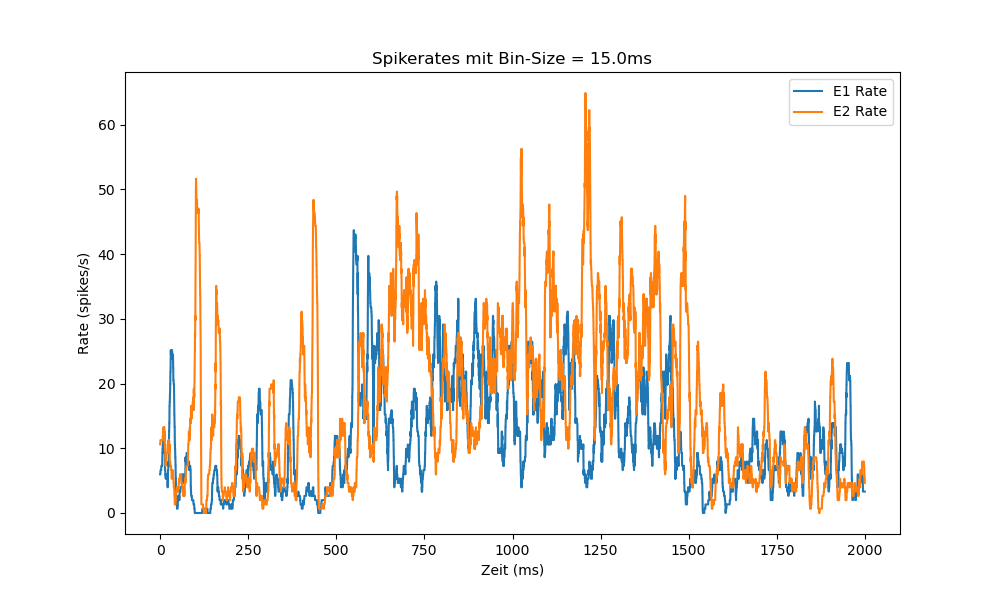 Spikerates mit Bin-Size = 15.0ms
E1 Rate
E2 Rate
60
50
40
30
20
10
0
Rate (spikes/s)
0 250 500 750 1000 1250 1500 1750 2000
Zeit (ms)